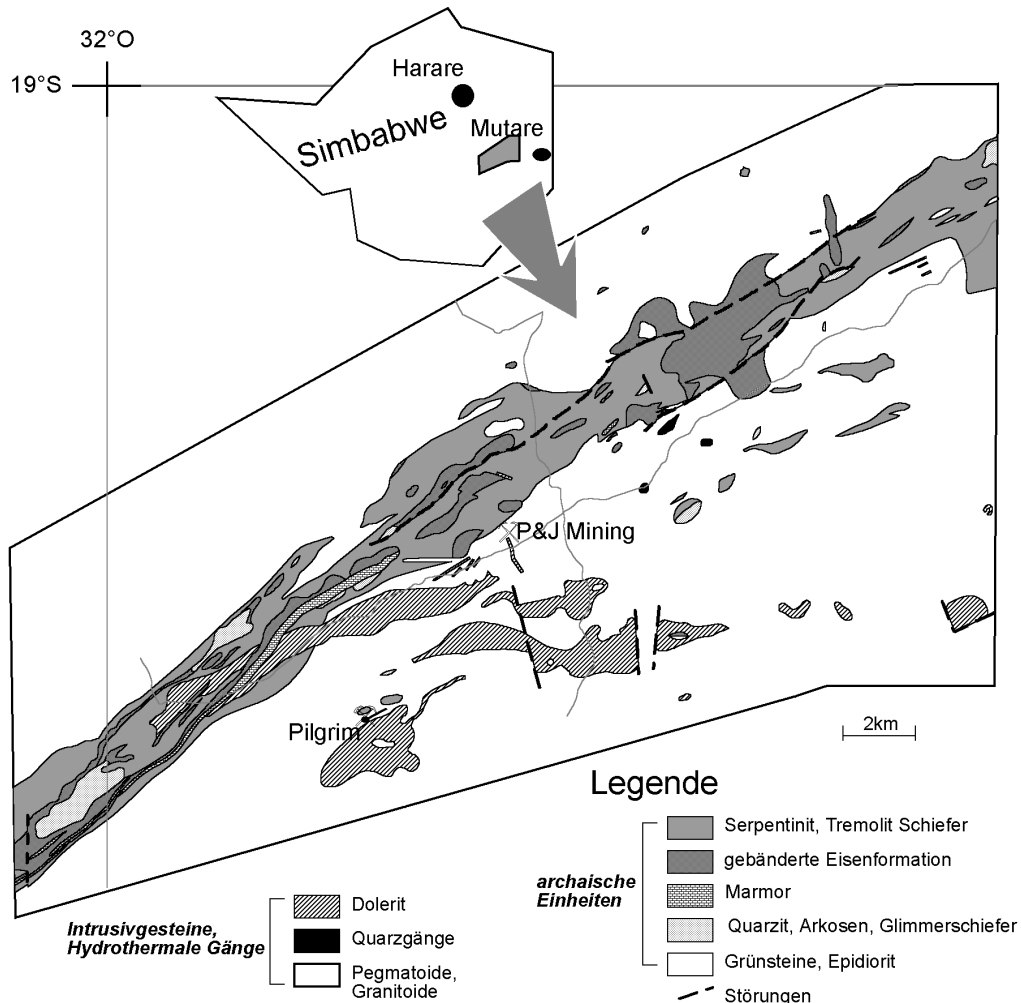 32°O
19°S
Harare
Simbabwe
Mutare
P&J Mining
Pilgrim
2km
Legende
Serpentinit, Tremolit Schiefer
gebänderte Eisenformation
archaische
Einheiten
Marmor
Quarzit, Arkosen, Glimmerschiefer
Grünsteine, Epidiorit
Störungen
Intrusivgesteine,
Hydrothermale Gänge
Dolerit
Quarzgänge
Pegmatoide,
Granitoide